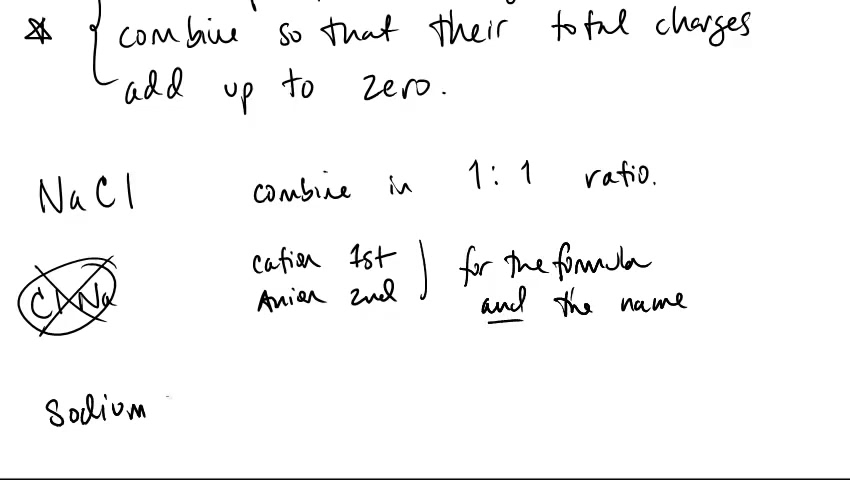 combine so that their total charges
add up to zero.
NaCl combine in 1:1 ratio.
cation 1st
Anion 2nd
for the formula
and the name
ClNa
Sodium